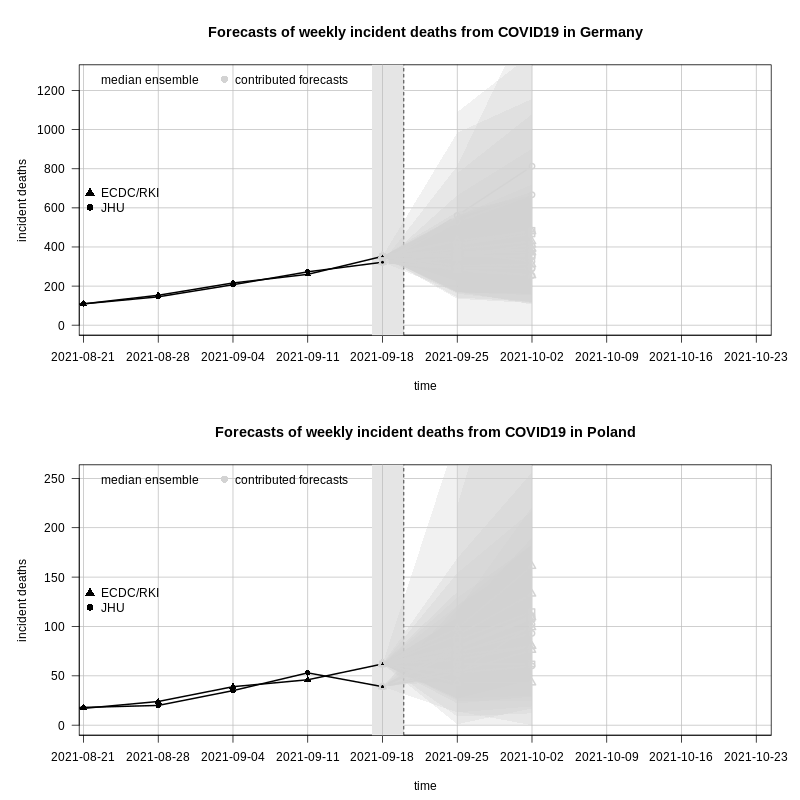 Forecasts of weekly incident deaths from COVID19 in Germany
median ensemble contributed forecasts
1200
1000
800
600
400
200
0
incident deaths
ECDC/RKI
JHU
2021-08-21 2021-08-28 2021-09-04 2021-09-11 2021-09-18 2021-09-25 2021-10-02 2021-10-09 2021-10-16 2021-10-23
time
Forecasts of weekly incident deaths from COVID19 in Poland
median ensemble contributed forecasts
250
200
150
100
50
0
incident deaths
ECDC/RKI
JHU
2021-08-21 2021-08-28 2021-09-04 2021-09-11 2021-09-18 2021-09-25 2021-10-02 2021-10-09 2021-10-16 2021-10-23
time